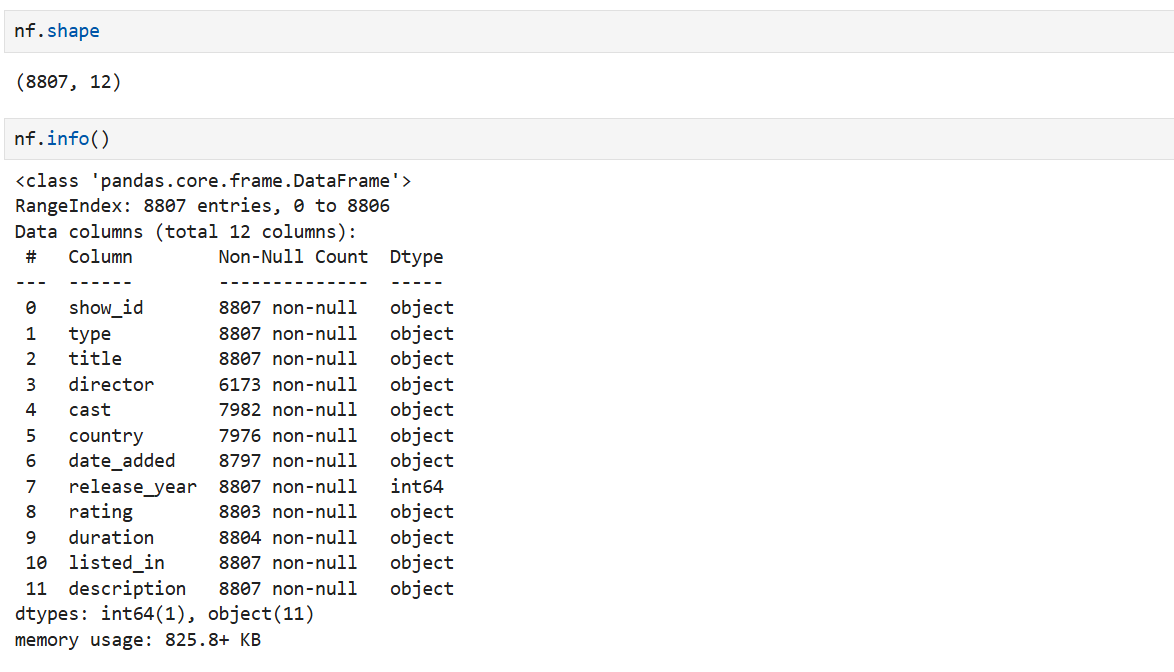 nf.shape
(8807, 12)
nf.info()
<class 'pandas.core.frame.DataFrame'>
RangeIndex: 8807 entries, 0 to 8806
Data columns (total 12 columns):
 #   Column        Non-Null Count  Dtype
---  ------        --------------  -----
 0   show_id       8807 non-null   object
 1   type          8807 non-null   object
 2   title         8807 non-null   object
 3   director      6173 non-null   object
 4   cast          7982 non-null   object
 5   country       7976 non-null   object
 6   date_added    8797 non-null   object
 7   release_year  8807 non-null   int64
 8   rating        8803 non-null   object
 9   duration      8804 non-null   object
 10  listed_in     8807 non-null   object
 11  description   8807 non-null   object
dtypes: int64(1), object(11)
memory usage: 825.8+ KB